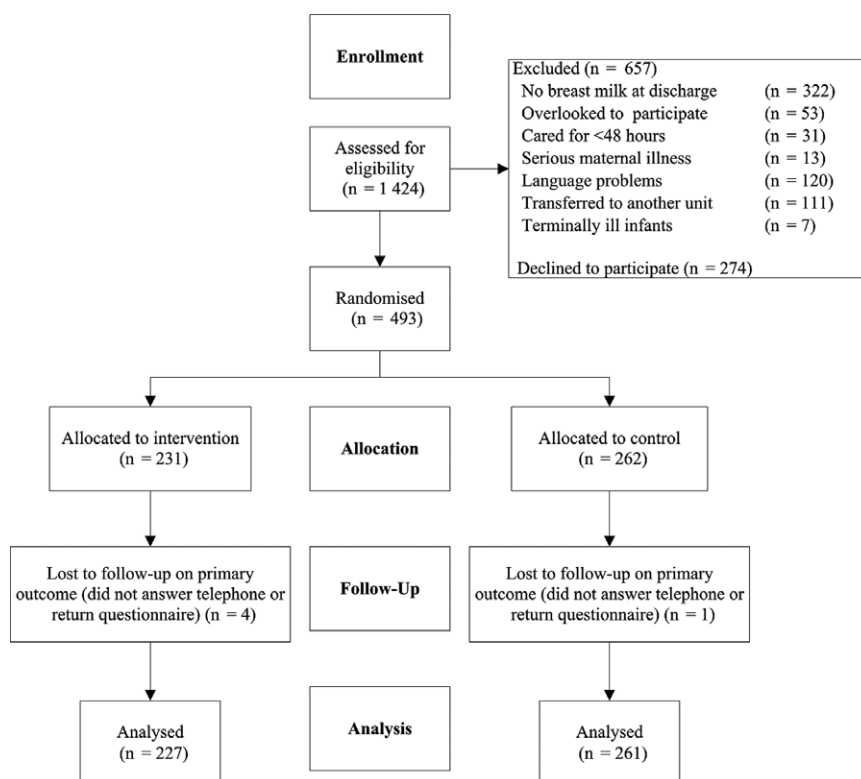 Enrollment
Excluded (n = 657)
No breast milk at discharge (n = 322)
Overlooked to participate (n = 53)
Cared for <48 hours (n = 31)
Serious maternal illness (n = 13)
Language problems (n = 120)
Transferred to another unit (n = 111)
Terminally ill infants (n = 7)
Declined to participate (n = 274)
Assessed for
eligibility
(n = 1 424)
Randomised
(n = 493)
Allocated to intervention
(n = 231)
Allocation
Allocated to control
(n = 262)
Lost to follow-up on primary
outcome (did not answer telephone or
return questionnaire) (n = 4)
Follow-Up
Lost to follow-up on primary
outcome (did not answer telephone or
return questionnaire) (n = 1)
Analysed
(n = 227)
Analysis
Analysed
(n = 261)